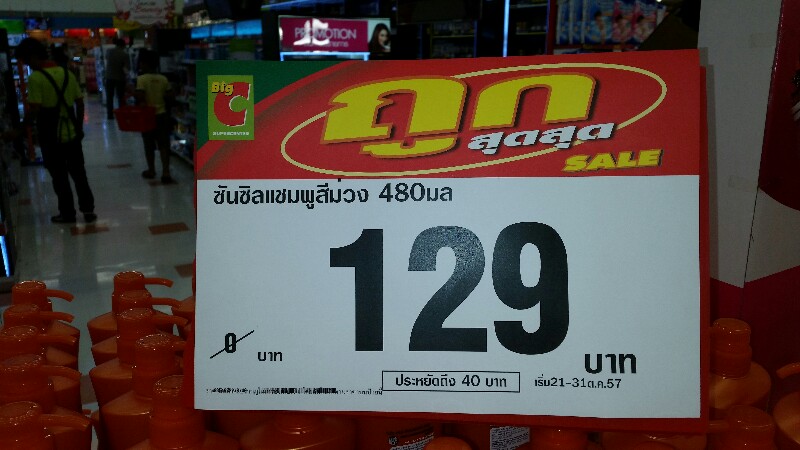 PROMOTION
Big
C
SUPERCENTER
ถูก
สุดสุด
SALE
ซันซิลแชมพูสีม่วง 480มล
129
0 บาท
บาท
ประหยัดถึง 40 บาท
เริ่ม21-31ต.ค.57